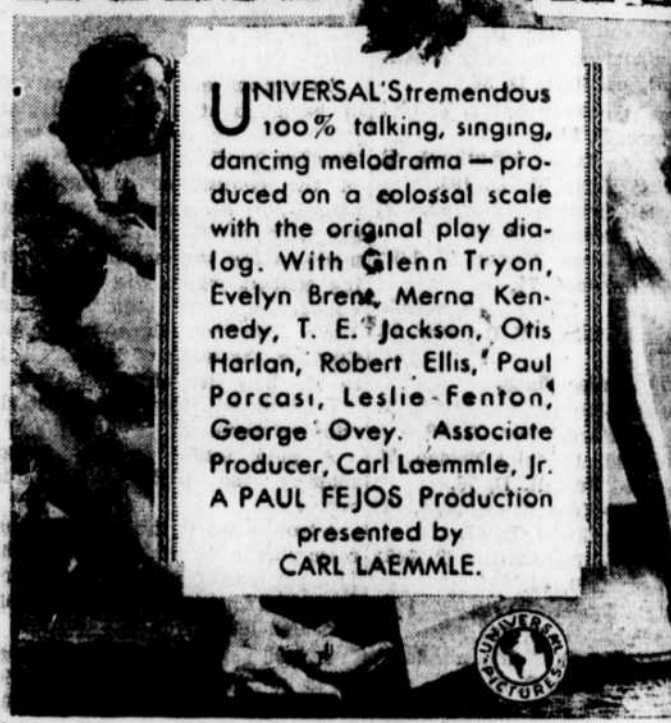 UNIVERSAL'S tremendous
100% talking, singing,
dancing melodrama — pro-
duced on a colossal scale
with the original play dia-
log. With Glenn Tryon,
Evelyn Brent, Merna Ken-
nedy, T. E. Jackson, Otis
Harlan, Robert Ellis, Paul
Porcasi, Leslie Fenton,
George Ovey. Associate
Producer, Carl Laemmle, Jr.
A PAUL FEJOS Production
presented by
CARL LAEMMLE.
UNIVERSAL
PICTURES